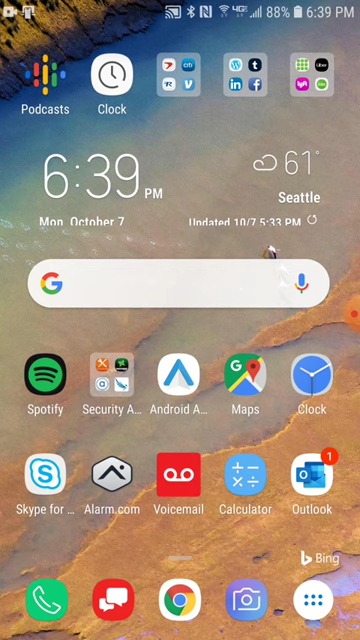 4G 88% 6:39 PM
Podcasts Clock
6:39 PM
61°
Seattle
Mon, October 7 Updated 10/7 5:33 PM
Spotify Security A... Android A... Maps Clock
Skype for ... Alarm.com Voicemail Calculator Outlook
1
Bing